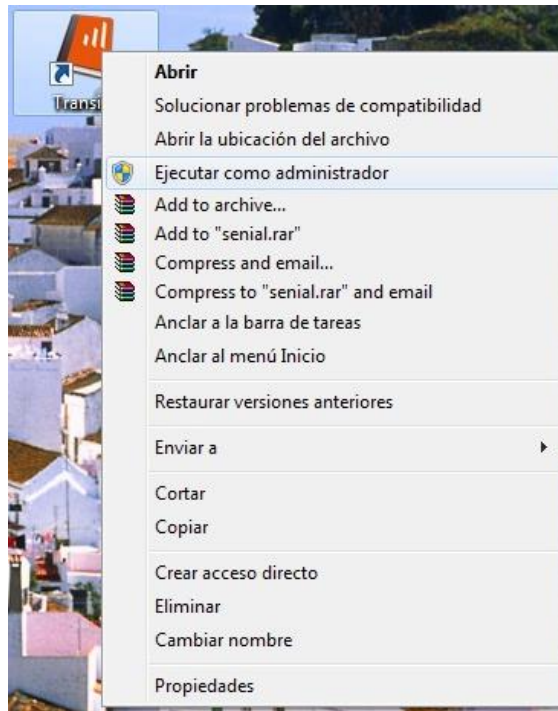 Transi
Abrir
Solucionar problemas de compatibilidad
Abrir la ubicación del archivo
Ejecutar como administrador
Add to archive...
Add to "senial.rar"
Compress and email...
Compress to "senial.rar" and email
Anclar a la barra de tareas
Anclar al menú Inicio
Restaurar versiones anteriores
Enviar a
Cortar
Copiar
Crear acceso directo
Eliminar
Cambiar nombre
Propiedades